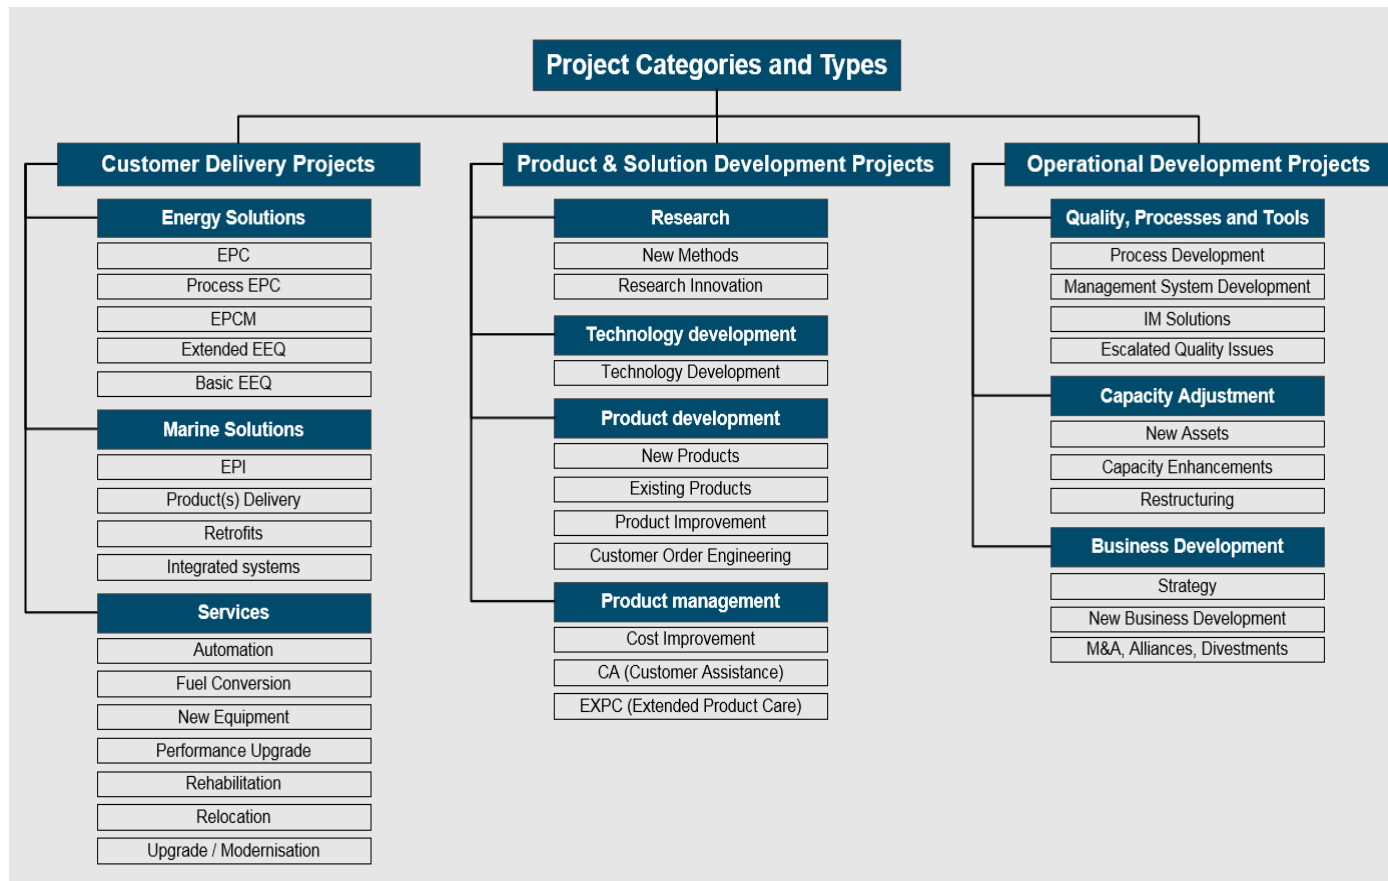 Project Categories and Types
Customer Delivery Projects
Energy Solutions
EPC
Process EPC
EPCM
Extended EEQ
Basic EEQ
Marine Solutions
EPI
Product(s) Delivery
Retrofits
Integrated systems
Services
Automation
Fuel Conversion
New Equipment
Performance Upgrade
Rehabilitation
Relocation
Upgrade / Modernisation
Product & Solution Development Projects
Research
New Methods
Research Innovation
Technology development
Technology Development
Product development
New Products
Existing Products
Product Improvement
Customer Order Engineering
Product management
Cost Improvement
CA (Customer Assistance)
EXPC (Extended Product Care)
Operational Development Projects
Quality, Processes and Tools
Process Development
Management System Development
IM Solutions
Escalated Quality Issues
Capacity Adjustment
New Assets
Capacity Enhancements
Restructuring
Business Development
Strategy
New Business Development
M&A, Alliances, Divestments